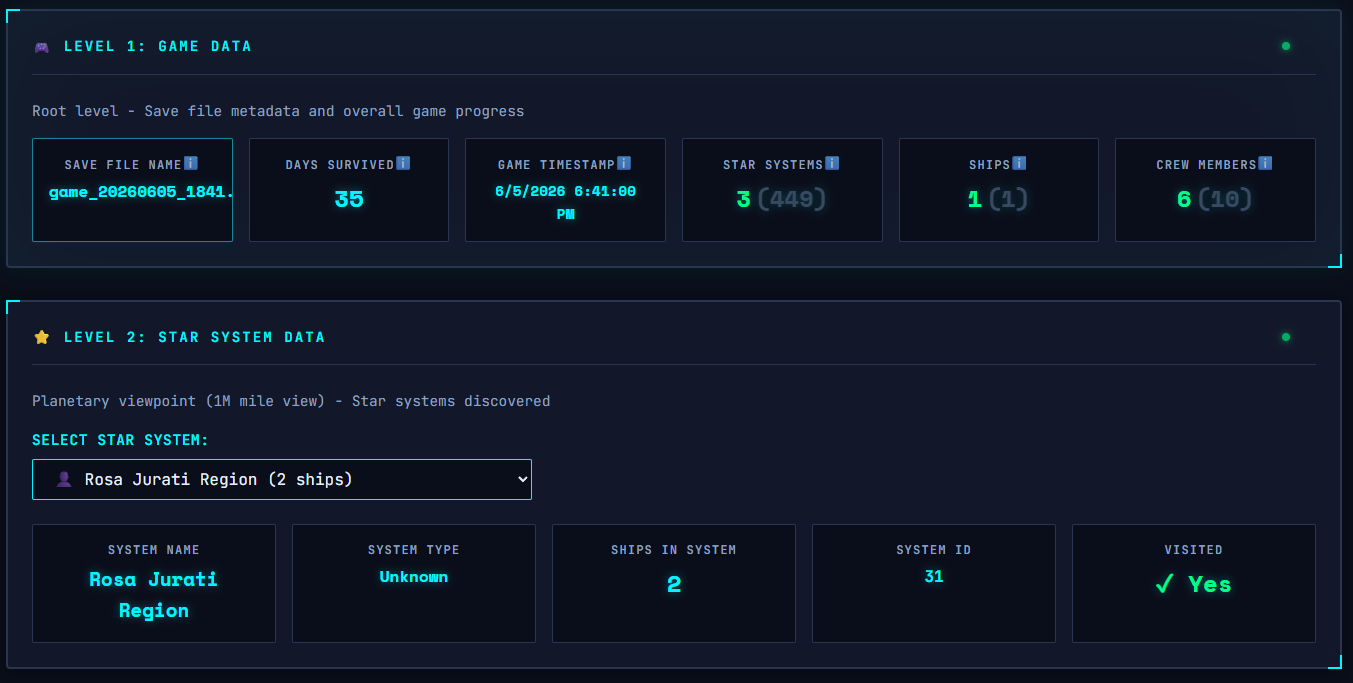 LEVEL 1: GAME DATA
Root level - Save file metadata and overall game progress
SAVE FILE NAME i
game_20260605_1841.
DAYS SURVIVED i
35
GAME TIMESTAMP i
6/5/2026 6:41:00
PM
STAR SYSTEMS i
3 (449)
SHIPS i
1 (1)
CREW MEMBERS i
6 (10)
LEVEL 2: STAR SYSTEM DATA
Planetary viewpoint (1M mile view) - Star systems discovered
SELECT STAR SYSTEM:
Rosa Jurati Region (2 ships)
SYSTEM NAME
Rosa Jurati
Region
SYSTEM TYPE
Unknown
SHIPS IN SYSTEM
2
SYSTEM ID
31
VISITED
✓ Yes